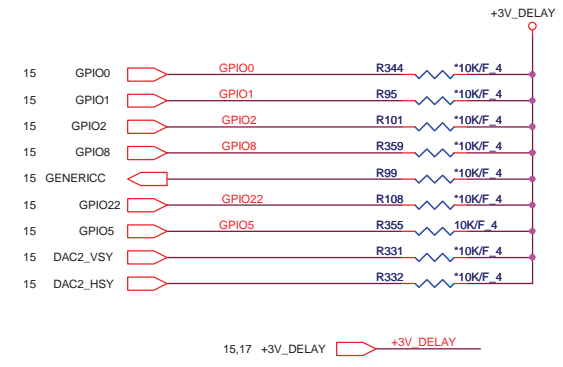 +3V_DELAY
15 GPIO0 GPIO0 R344 *10K/F_4
15 GPIO1 GPIO1 R95 *10K/F_4
15 GPIO2 GPIO2 R101 *10K/F_4
15 GPIO8 GPIO8 R359 *10K/F_4
15 GENERICC R99 *10K/F_4
15 GPIO22 GPIO22 R108 *10K/F_4
15 GPIO5 GPIO5 R355 10K/F_4
15 DAC2_VSY R331 *10K/F_4
15 DAC2_HSY R332 *10K/F_4
15,17 +3V_DELAY +3V_DELAY